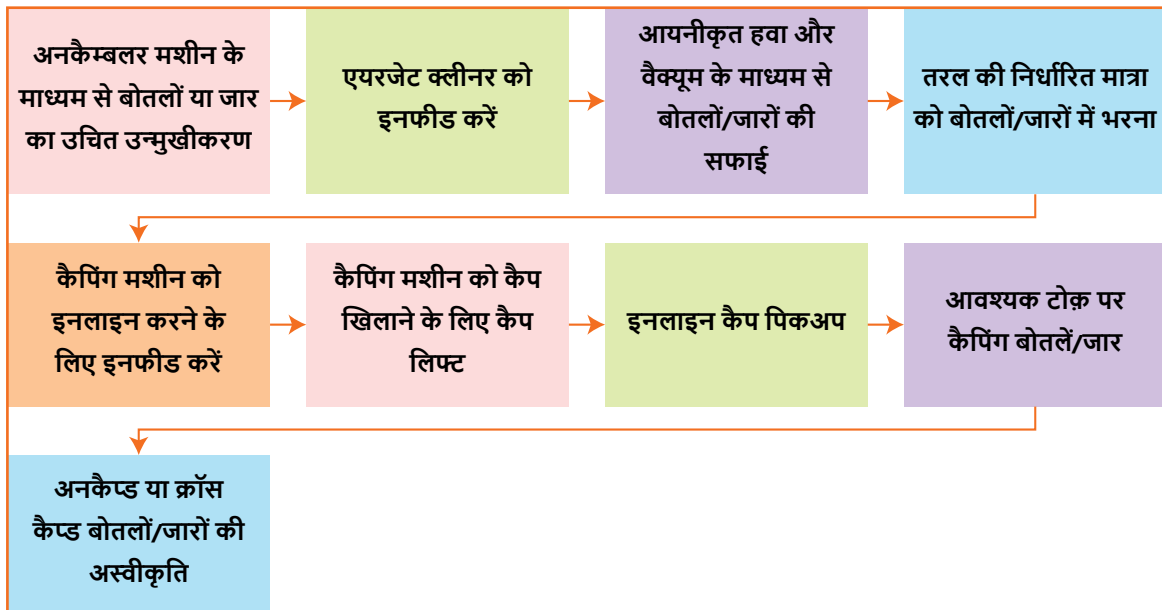 अनकैम्बलर मशीन के
माध्यम से बोतलों या जार
का उचित उन्मुखीकरण
एयरजेट क्लीनर को
इनफीड करें
आयनीकृत हवा और
वैक्यूम के माध्यम से
बोतलों/जारों की
सफाई
तरल की निर्धारित मात्रा
को बोतलों/जारों में भरना
कैपिंग मशीन को
इनलाइन करने के
लिए इनफीड करें
कैपिंग मशीन को कैप
खिलाने के लिए कैप
लिफ्ट
इनलाइन कैप पिकअप
आवश्यक टोक़ पर
कैपिंग बोतलें/जार
अनकैप्ड या क्रॉस
कैप्ड बोतलों/जारों की
अस्वीकृति